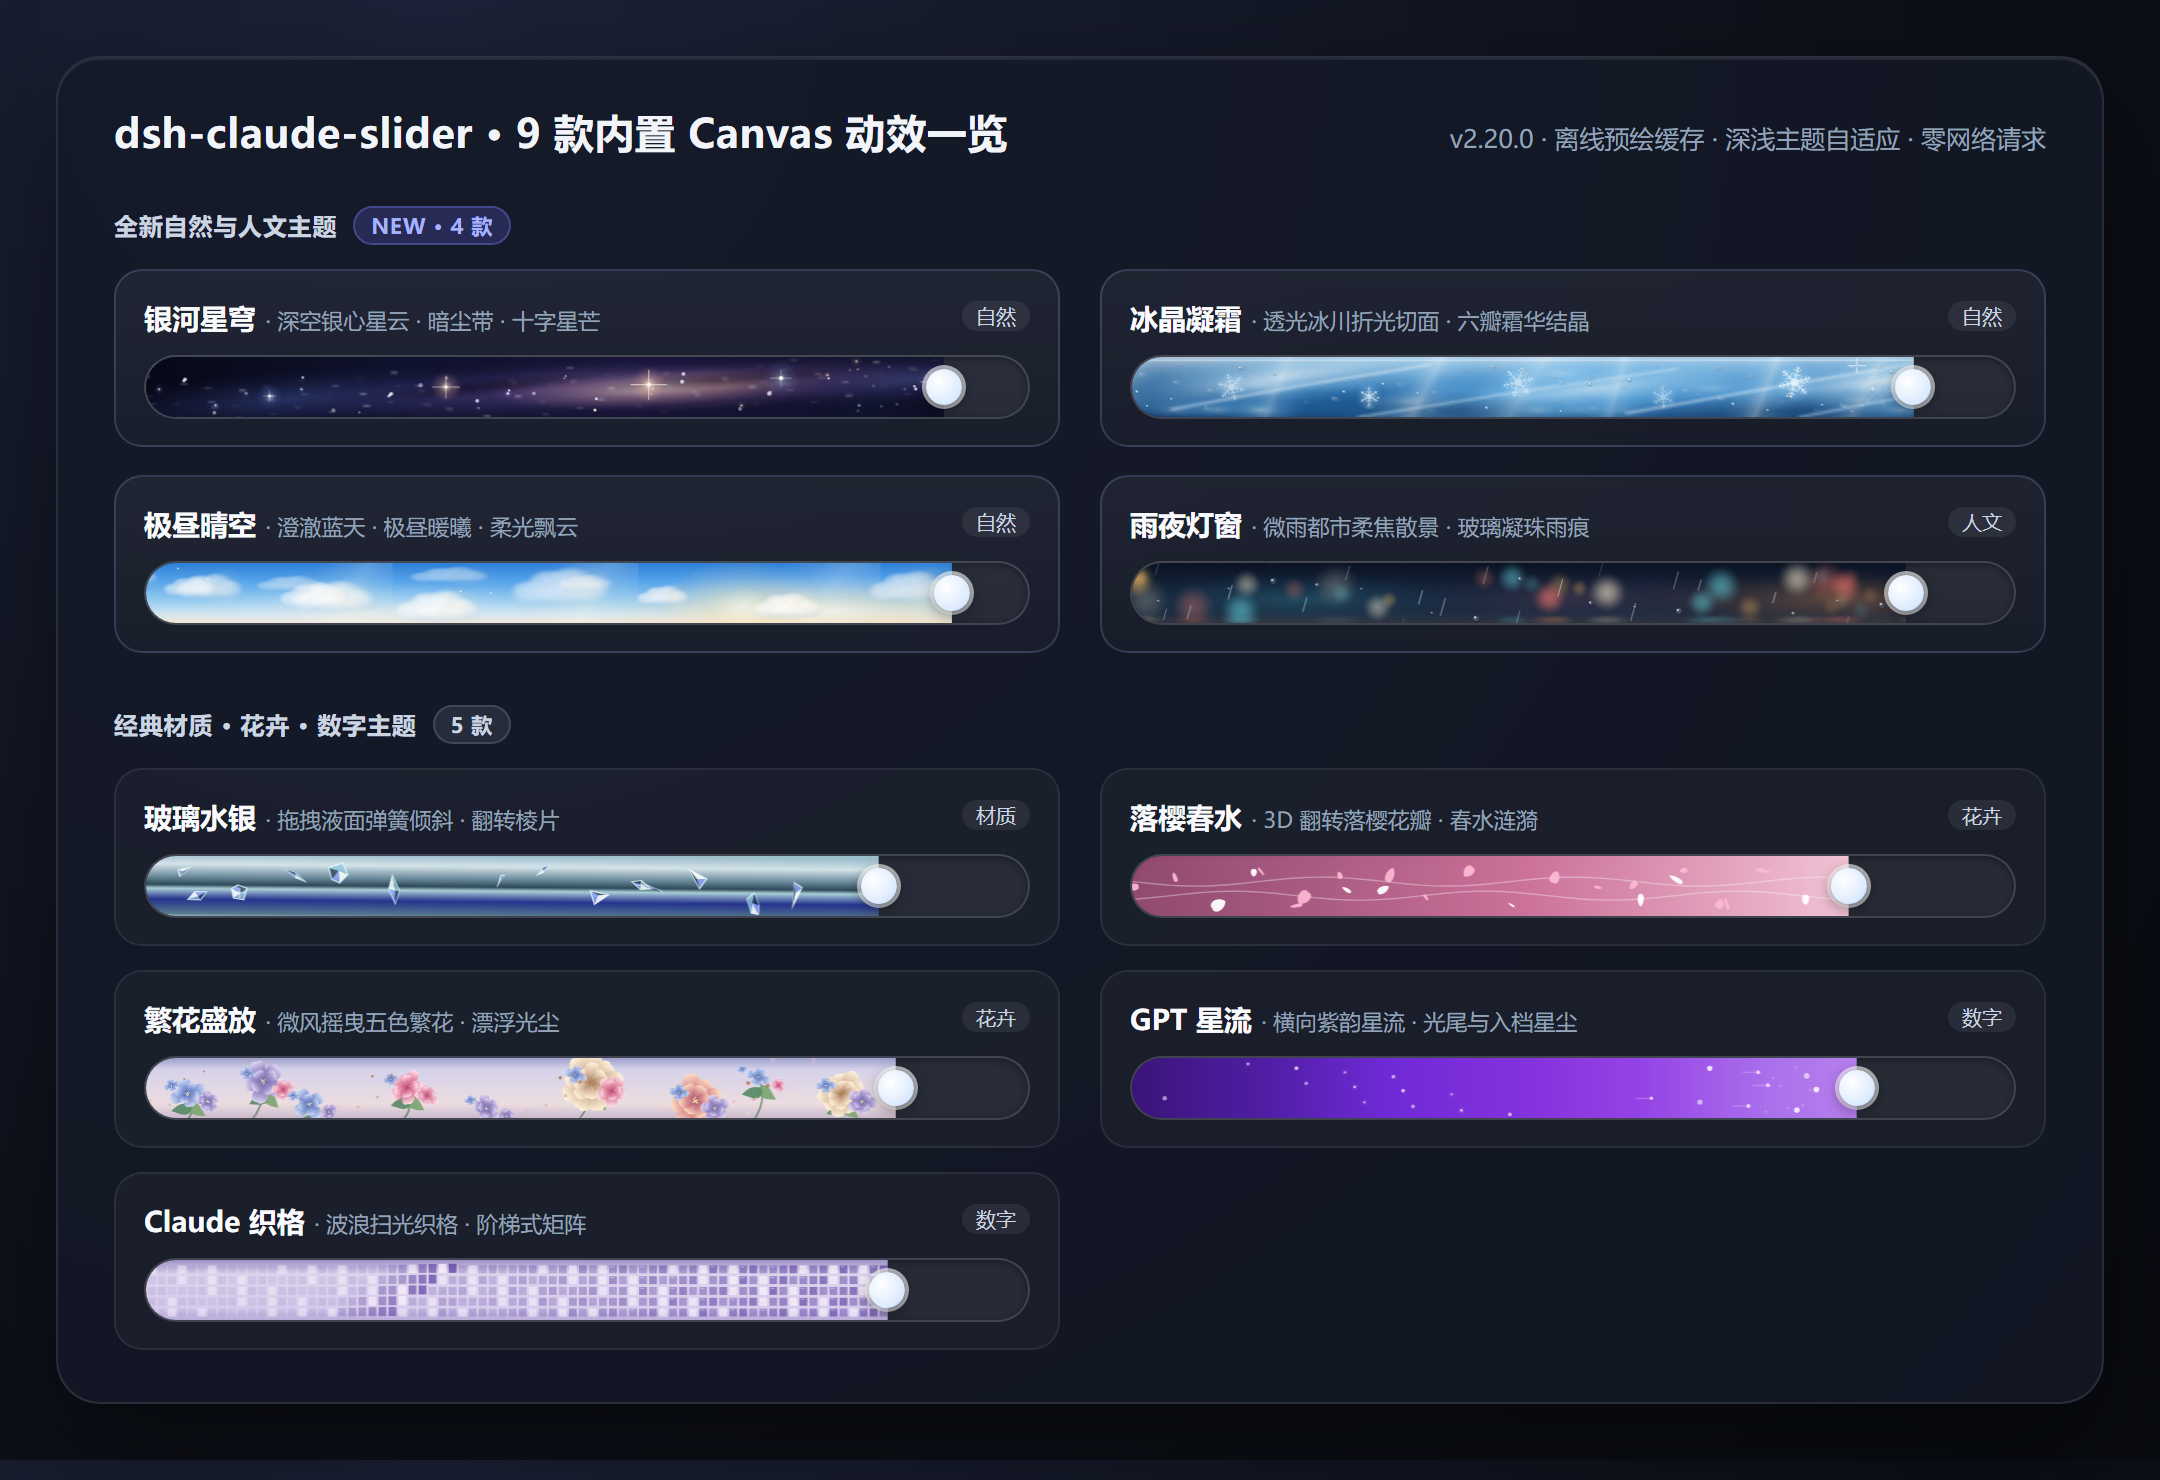 dsh-claude-slider • 9 款内置 Canvas 动效一览
v2.20.0 · 离线预绘缓存 · 深浅主题自适应 · 零网络请求
全新自然与人文主题 NEW • 4 款
银河星穹 · 深空银心星云 · 暗尘带 · 十字星芒 自然
冰晶凝霜 · 透光冰川折光切面 · 六瓣霜华结晶 自然
极昼晴空 · 澄澈蓝天 · 极昼暖曦 · 柔光飘云 自然
雨夜灯窗 · 微雨都市柔焦散景 · 玻璃凝珠雨痕 人文
经典材质 • 花卉 • 数字主题 5 款
玻璃水银 · 拖拽液面弹簧倾斜 · 翻转棱片 材质
落樱春水 · 3D 翻转落樱花瓣 · 春水涟漪 花卉
繁花盛放 · 微风摇曳五色繁花 · 漂浮光尘 花卉
GPT 星流 · 横向紫韵星流 · 光尾与入档星尘 数字
Claude 织格 · 波浪扫光织格 · 阶梯式矩阵 数字